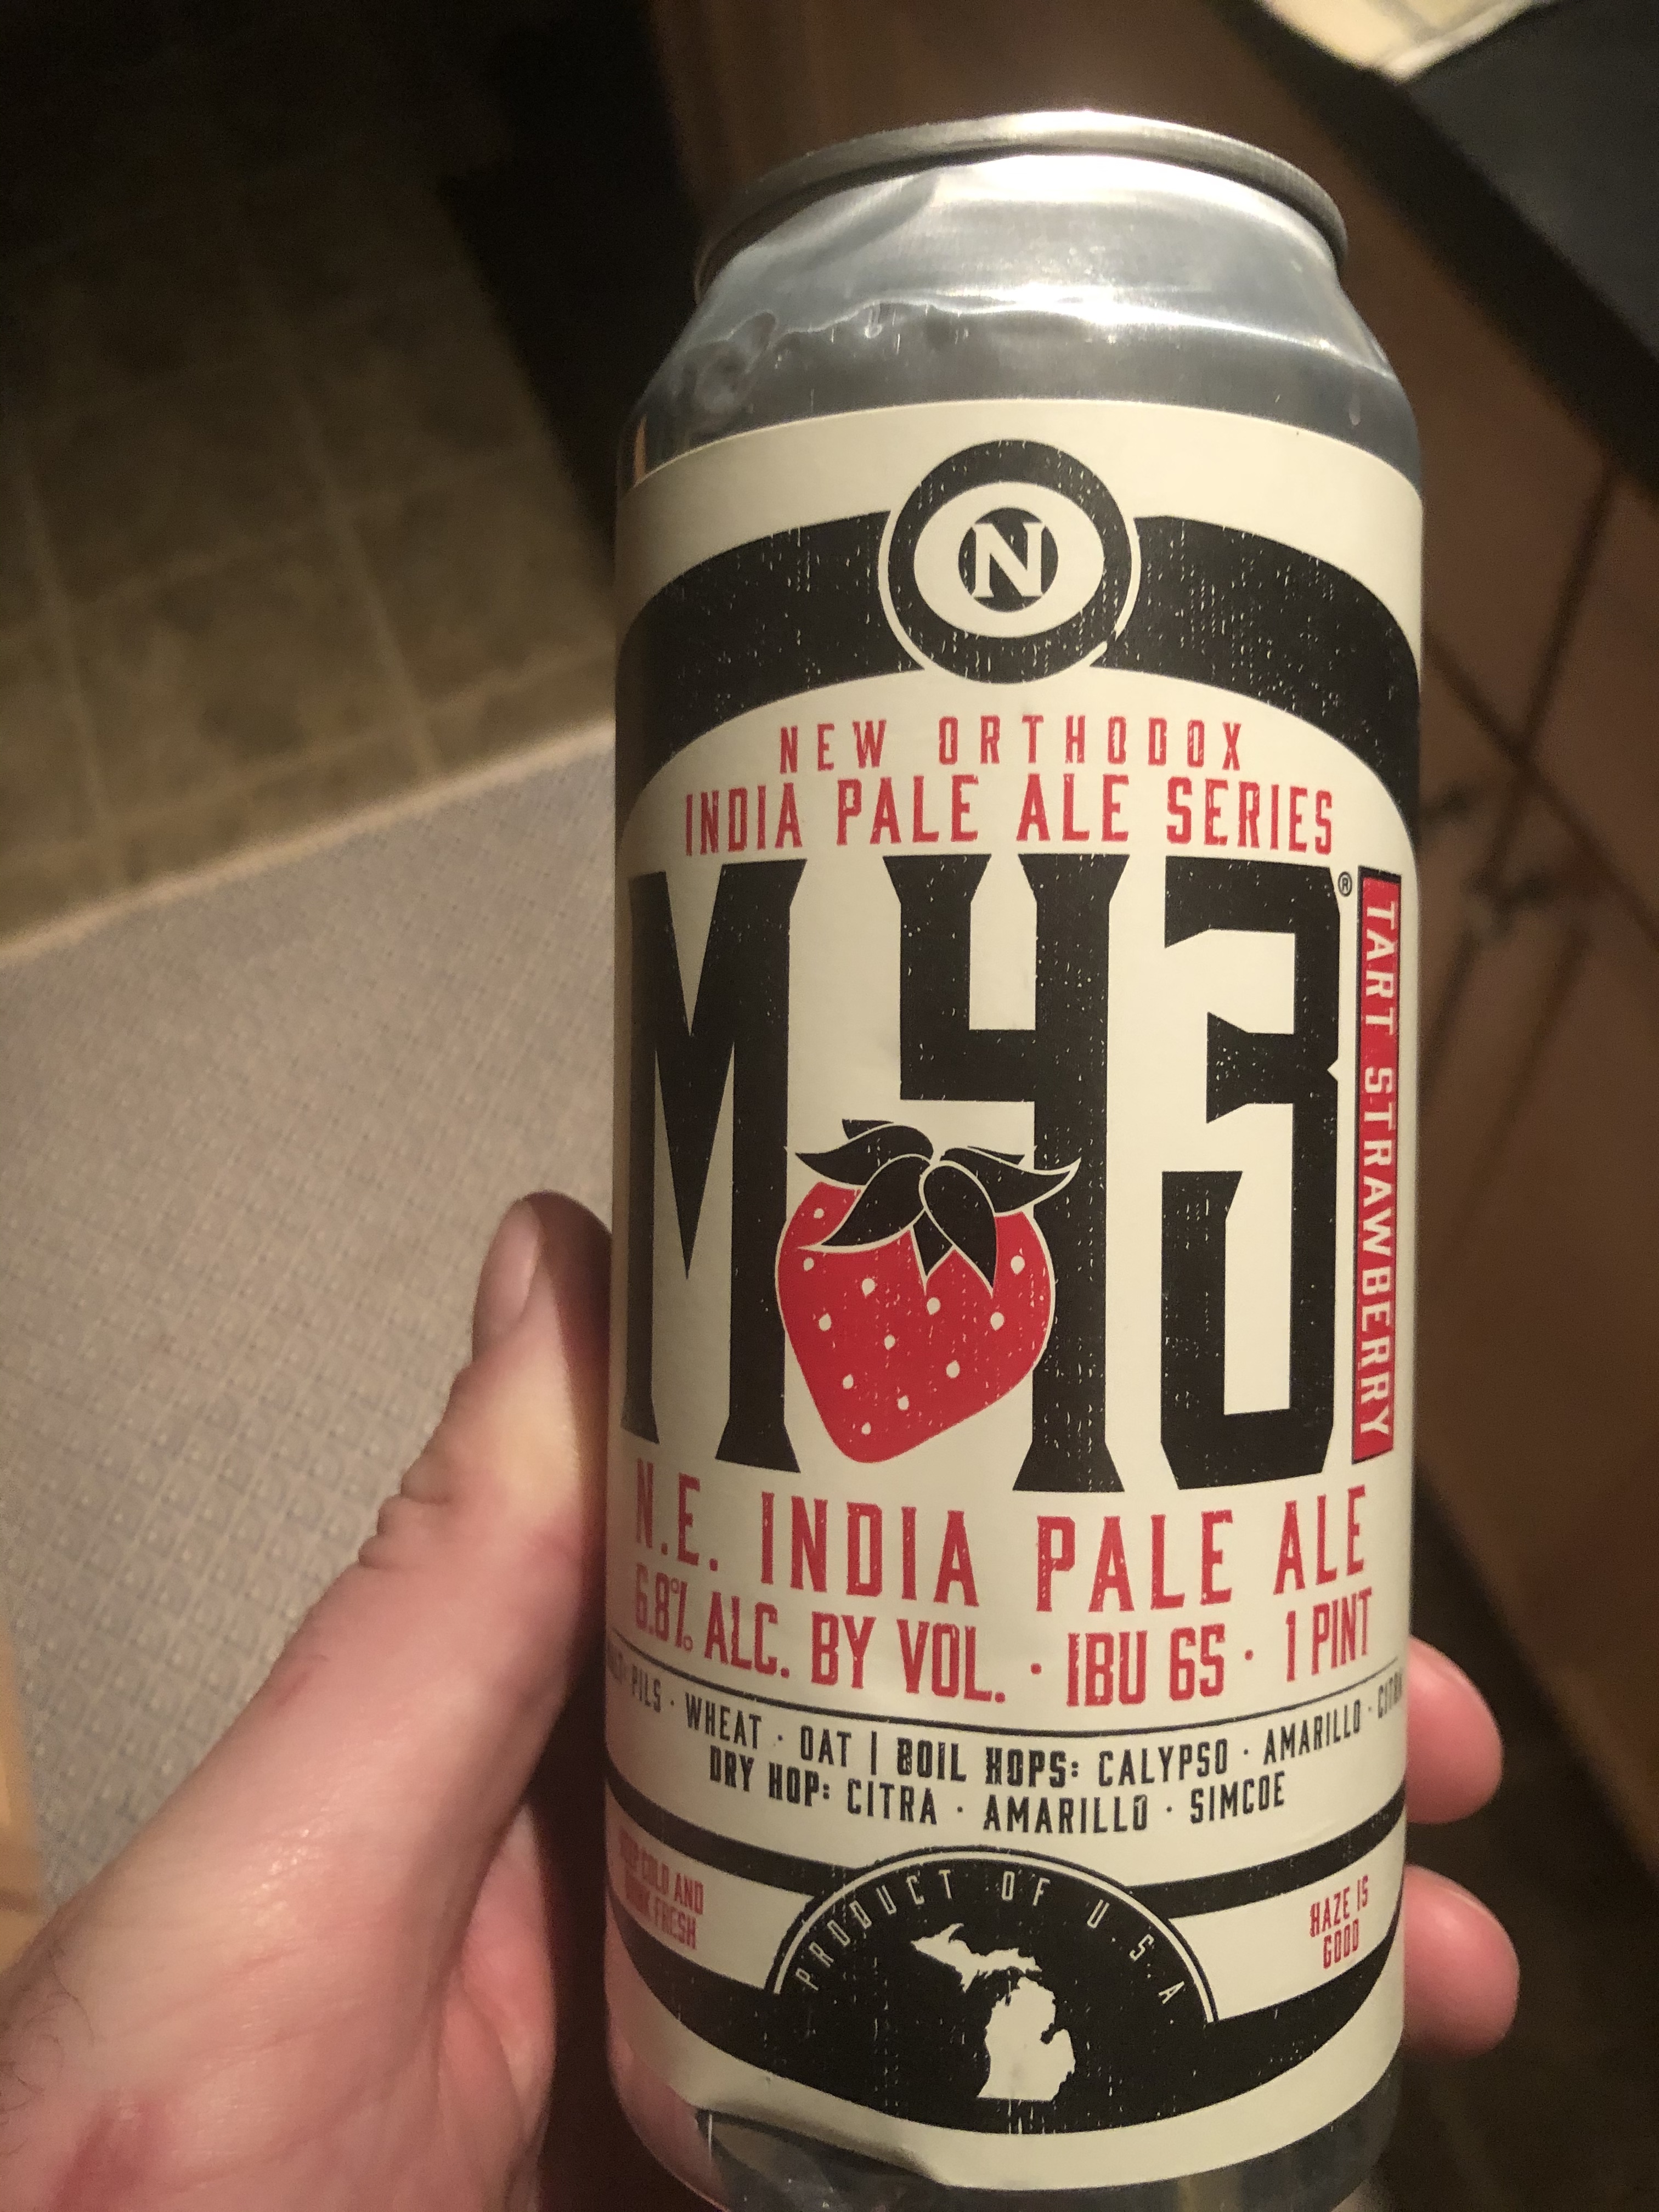 N
NEW ORTHODOX
INDIA PALE ALE SERIES
M43®
TART STRAWBERRY
N.E. INDIA PALE ALE
6.8% ALC. BY VOL. · IBU 65 · 1 PINT
PILS · WHEAT · OAT | BOIL HOPS: CALYPSO · AMARILLO ·
DRY HOP: CITRA · AMARILLO · SIMCOE
COLD AND
FRESH
PRODUCT OF U.S.A
HAZE IS
GOOD